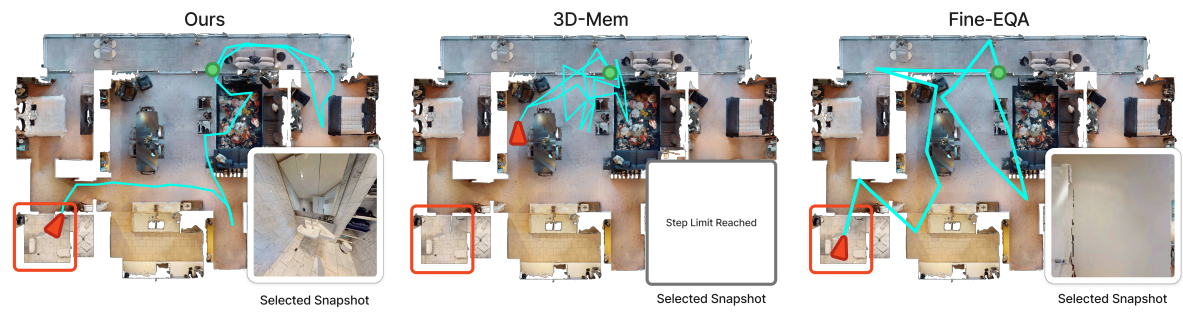 Ours
3D-Mem
Fine-EQA
Step Limit Reached
Selected Snapshot
Selected Snapshot
Selected Snapshot